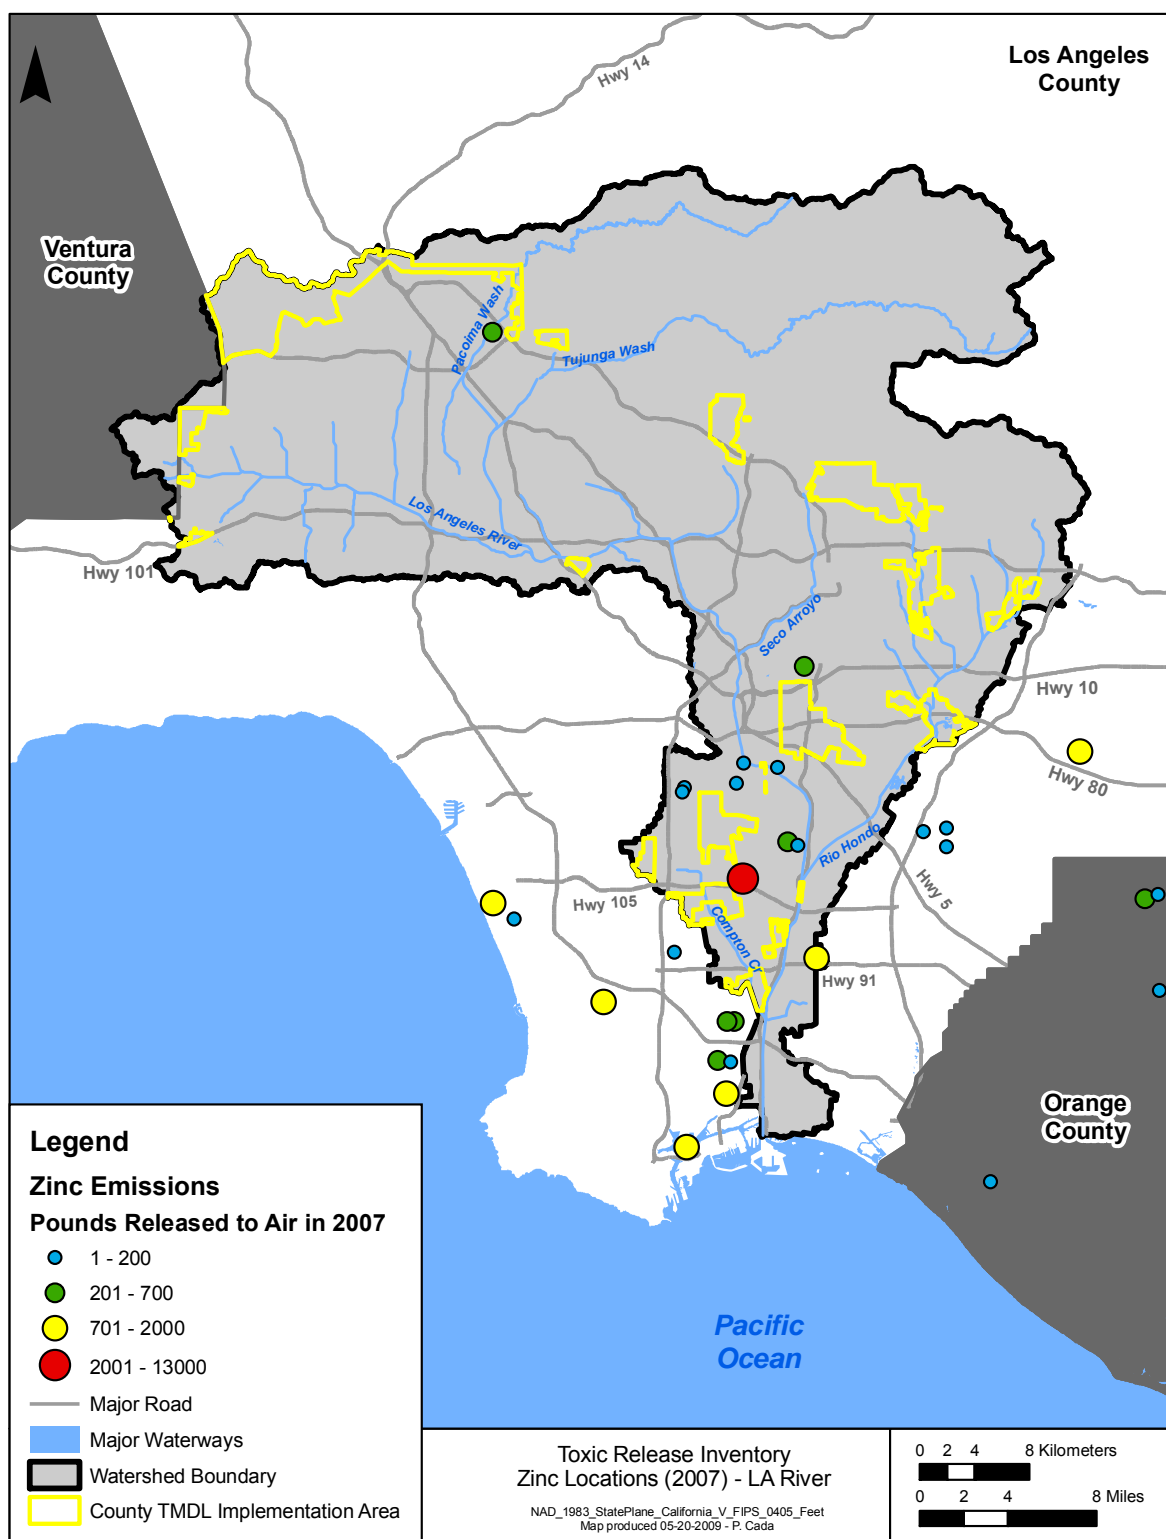 Hwy 14
Los Angeles
County
Ventura
County
Pacoima Wash
Tujunga Wash
Los Angeles River
Hwy 101
Seco Arroyo
Hwy 10
Hwy 80
Rio Hondo
Hwy 5
Hwy 105
Compton Cr
Hwy 91
Orange
County
Pacific
Ocean
Legend
Zinc Emissions
Pounds Released to Air in 2007
1 - 200
201 - 700
701 - 2000
2001 - 13000
Major Road
Major Waterways
Watershed Boundary
County TMDL Implementation Area
Toxic Release Inventory
Zinc Locations (2007) - LA River
NAD_1983_StatePlane_California_V_FIPS_0405_Feet
Map produced 05-20-2009 - P. Cada
0 2 4 8 Kilometers
0 2 4 8 Miles